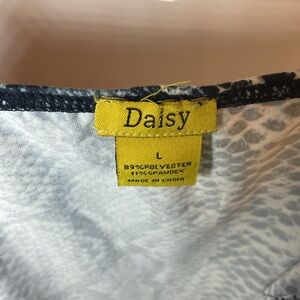 Daisy
L
89%POLYESTER
11%SPANDEX
MADE IN CHINA